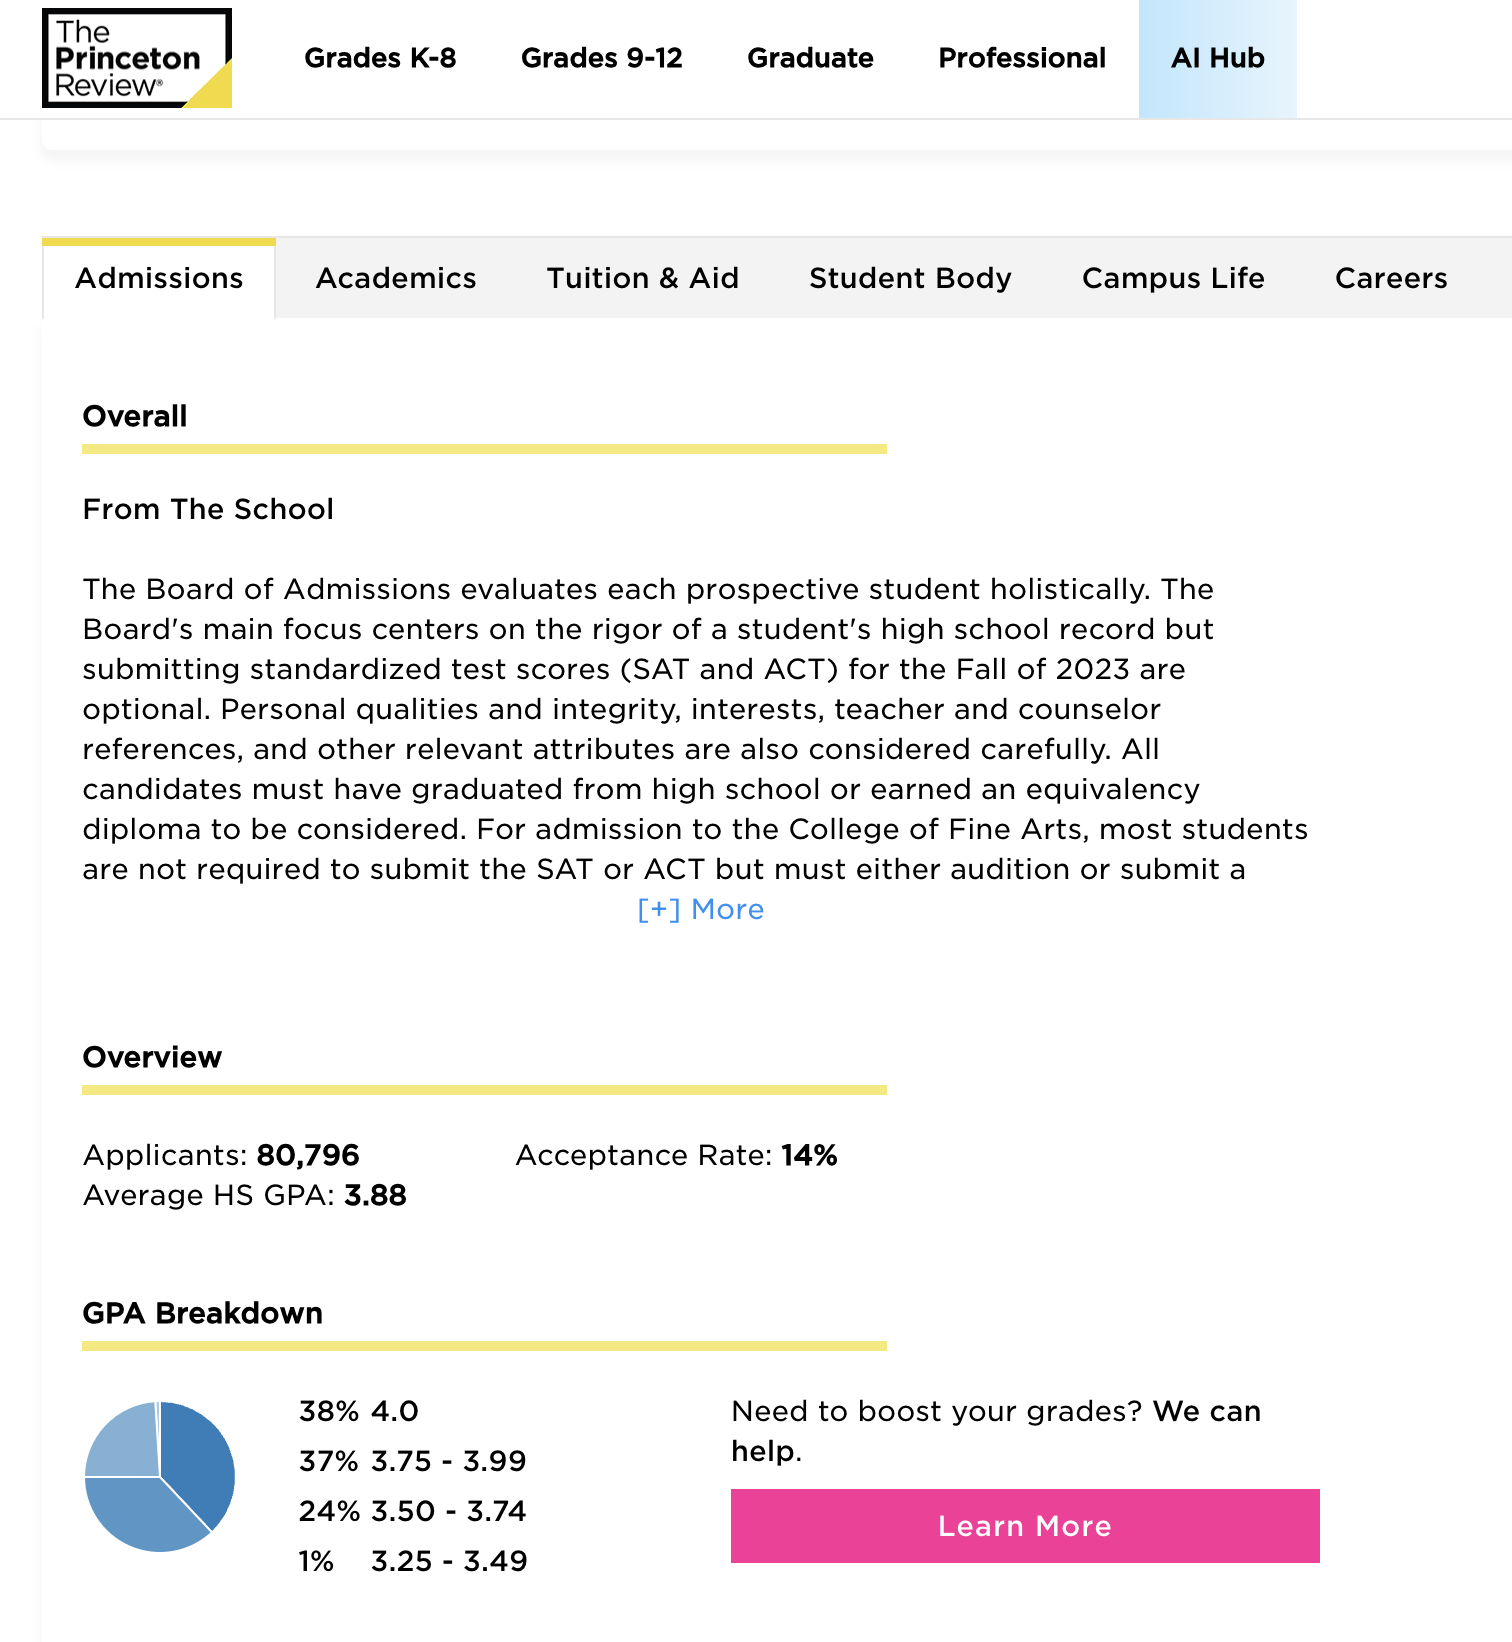 The
Princeton
Review®
Grades K-8 Grades 9-12 Graduate Professional AI Hub
Admissions Academics Tuition & Aid Student Body Campus Life Careers
Overall
From The School
The Board of Admissions evaluates each prospective student holistically. The
Board's main focus centers on the rigor of a student's high school record but
submitting standardized test scores (SAT and ACT) for the Fall of 2023 are
optional. Personal qualities and integrity, interests, teacher and counselor
references, and other relevant attributes are also considered carefully. All
candidates must have graduated from high school or earned an equivalency
diploma to be considered. For admission to the College of Fine Arts, most students
are not required to submit the SAT or ACT but must either audition or submit a
[+] More
Overview
Applicants: 80,796 Acceptance Rate: 14%
Average HS GPA: 3.88
GPA Breakdown
38% 4.0
37% 3.75 - 3.99
24% 3.50 - 3.74
1% 3.25 - 3.49
Need to boost your grades? We can
help.
Learn More